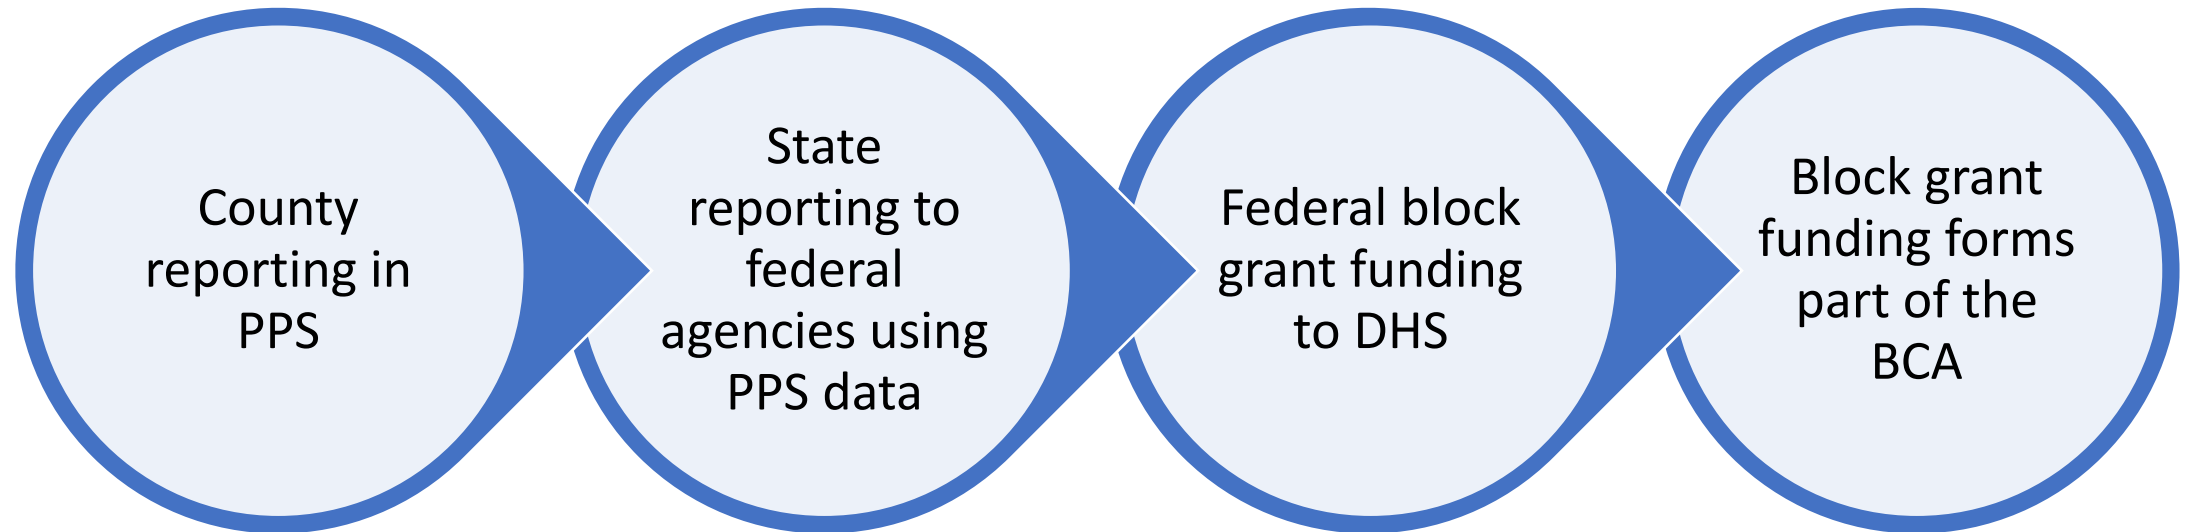 County
reporting in
PPS
State
reporting to
federal
agencies using
PPS data
Federal block
grant funding
to DHS
Block grant
funding forms
part of the
BCA